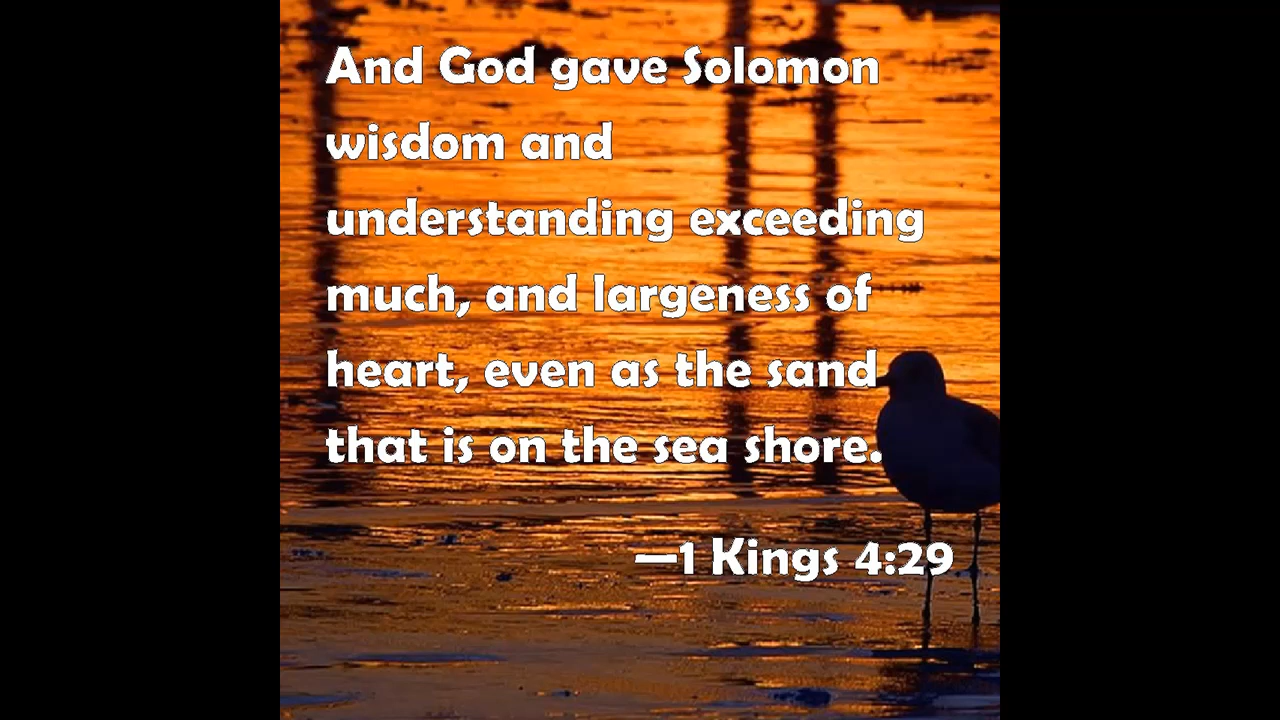 And God gave Solomon
wisdom and
understanding exceeding
much, and largeness of
heart, even as the sand
that is on the sea shore.
—1 Kings 4:29